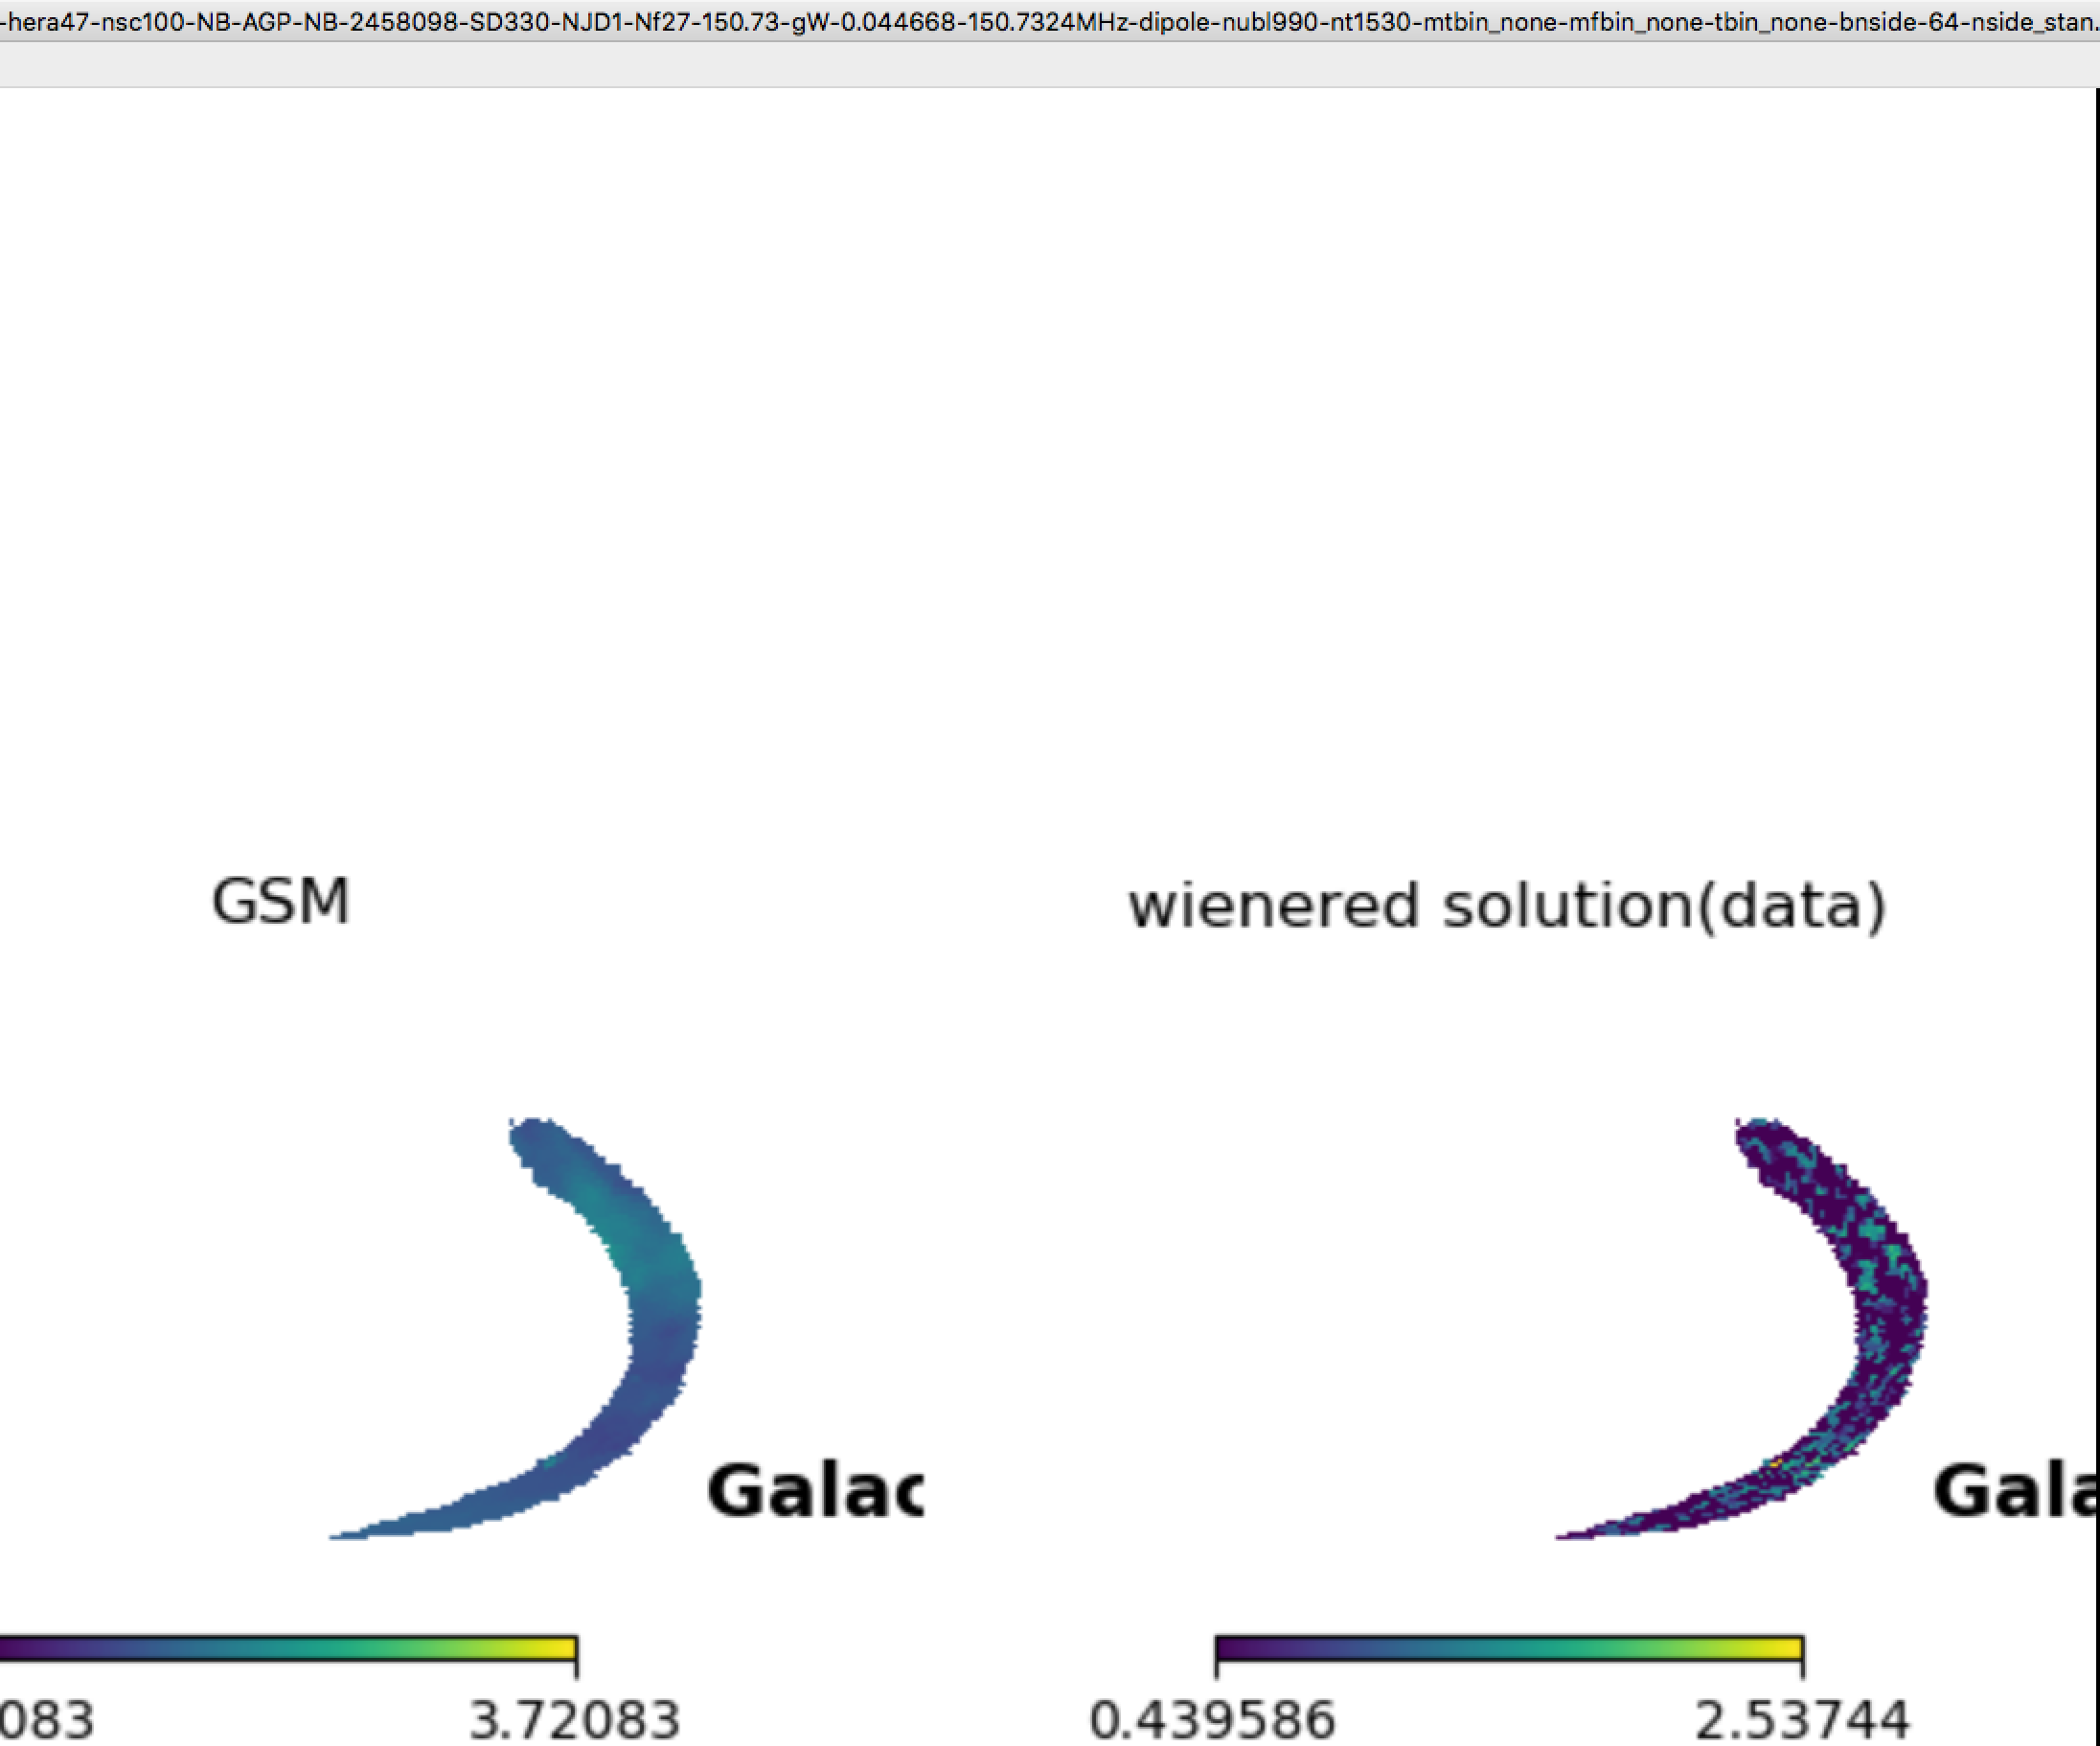 -hera47-nsc100-NB-AGP-NB-2458098-SD330-NJD1-Nf27-150.73-gW-0.044668-150.7324MHz-dipole-nubl990-nt1530-mtbin_none-mfbin_none-tbin_none-bnside-64-nside_stan.
GSM
wienered solution(data)
Galac
Gala
083
3.72083
0.439586
2.53744